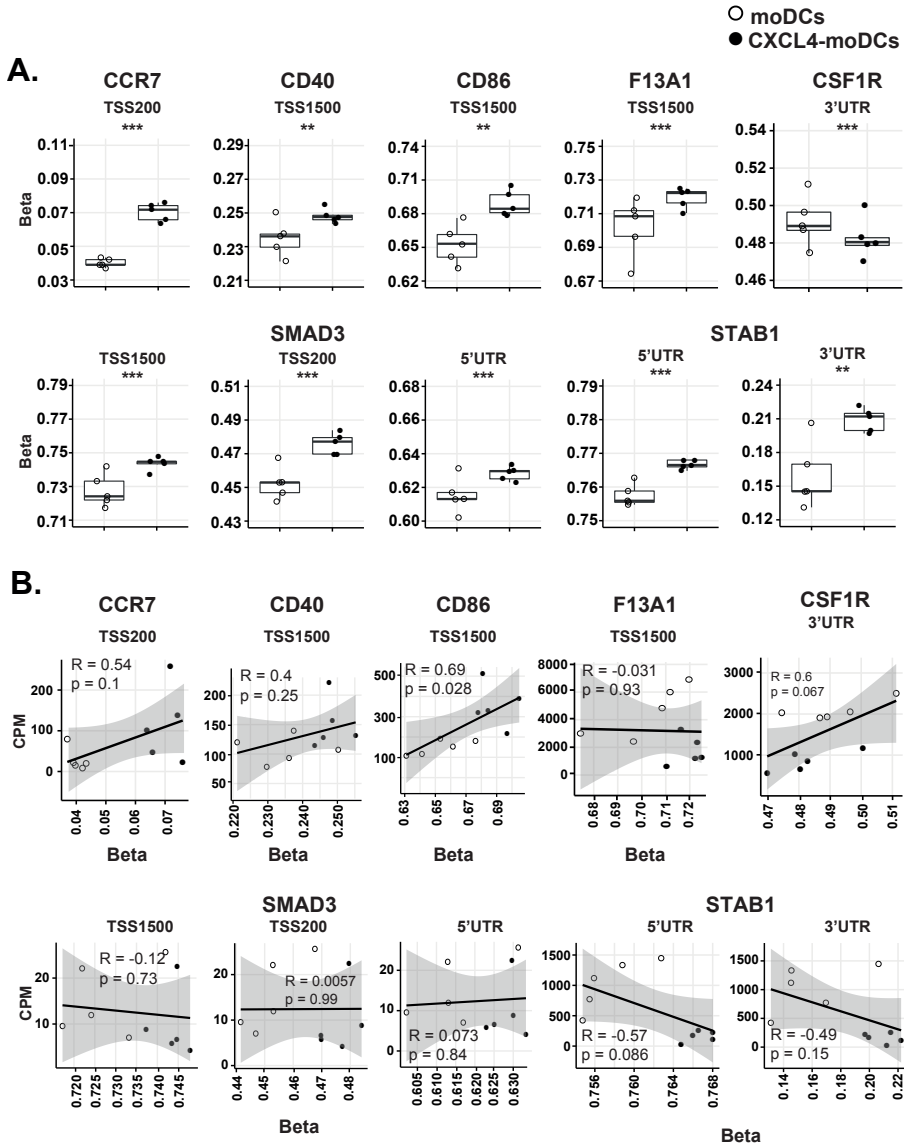 moDCs
CXCL4-moDCs
A.
CCR7 CD40 CD86 F13A1 CSF1R
TSS200 TSS1500 TSS1500 TSS1500 3'UTR
*** ** ** *** ***
Beta
0.11 0.09 0.07 0.05 0.03
0.29 0.27 0.25 0.23 0.21
0.74 0.71 0.68 0.65 0.62
0.75 0.73 0.71 0.69 0.67
0.54 0.52 0.50 0.48 0.46
SMAD3 STAB1
TSS1500 TSS200 5'UTR 5'UTR 3'UTR
*** *** *** *** **
Beta
0.79 0.77 0.75 0.73 0.71
0.51 0.49 0.47 0.45 0.43
0.68 0.66 0.64 0.62 0.60
0.79 0.78 0.77 0.76 0.75
0.24 0.21 0.18 0.15 0.12
B.
CCR7 CD40 CD86 F13A1 CSF1R
TSS200 TSS1500 TSS1500 TSS1500 3'UTR
R = 0.54
p = 0.1
R = 0.4
p = 0.25
R = 0.69
p = 0.028
R = -0.031
p = 0.93
R = 0.6
p = 0.067
CPM
200 100 0
200 150 100 50
500 300 100
8000 6000 4000 2000 0
3000 2000 1000
0.04 0.05 0.06 0.07
0.220 0.230 0.240 0.250
0.63 0.65 0.67 0.69
0.68 0.69 0.70 0.71 0.72
0.47 0.48 0.49 0.50 0.51
Beta Beta Beta Beta Beta
SMAD3 STAB1
TSS1500 TSS200 5'UTR 5'UTR 3'UTR
R = -0.12
p = 0.73
R = 0.0057
p = 0.99
R = 0.073
p = 0.84
R = -0.57
p = 0.086
R = -0.49
p = 0.15
CPM
20 10
20 10 0
20 10 0
1500 1000 500 0
1500 1000 500 0
0.720 0.725 0.730 0.735 0.740 0.745
0.44 0.45 0.46 0.47 0.48
0.605 0.610 0.615 0.620 0.625 0.630
0.756 0.760 0.764 0.768
0.14 0.16 0.18 0.20 0.22
Beta Beta Beta Beta